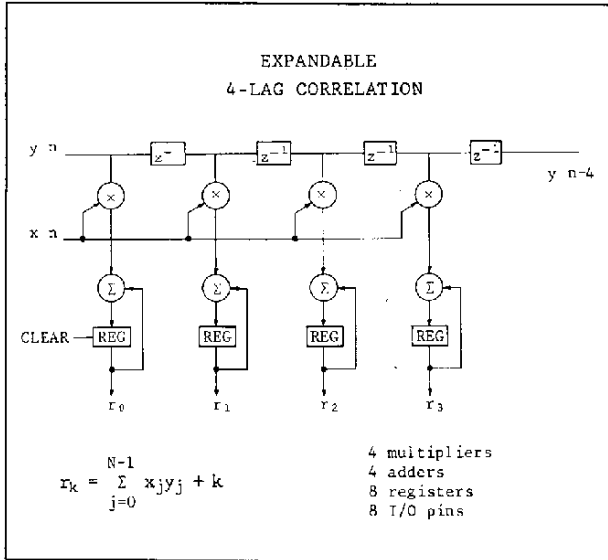 EXPANDABLE
4-LAG CORRELATION
y n
z⁻
z⁻¹
z⁻¹
z⁻¹
y n-4
× × × ×
x n
Σ Σ Σ Σ
CLEAR REG REG REG REG
r₀ r₁ r₂ r₃
N-1
rₖ = Σ xⱼyⱼ + k
j=0
4 multipliers
4 adders
8 registers
8 I/O pins